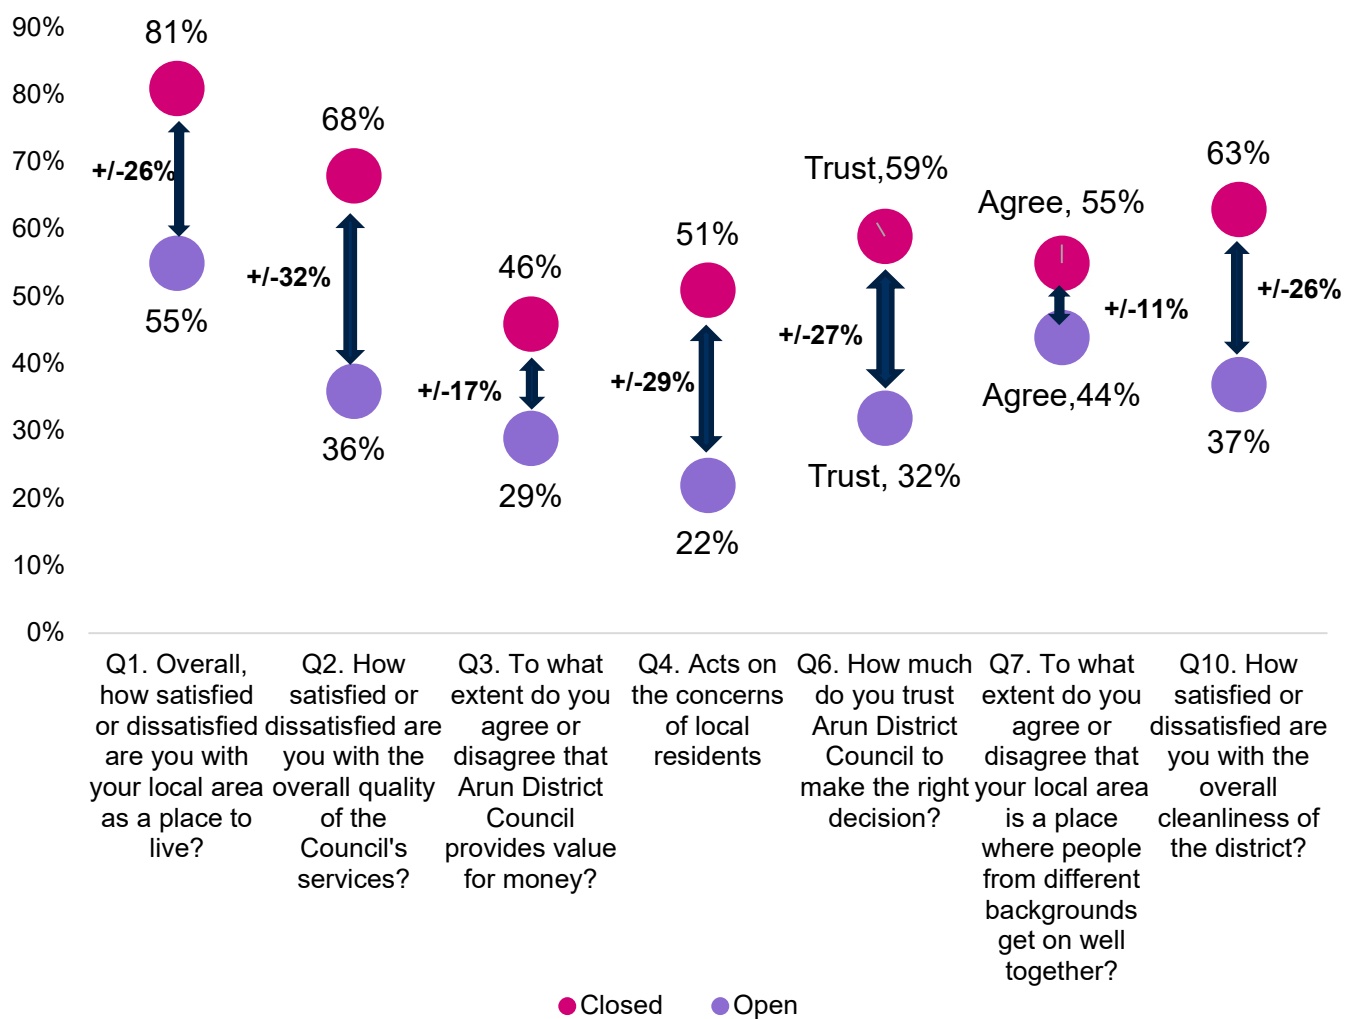 90%
80%
70%
60%
50%
40%
30%
20%
10%
0%
81%
+/-26%
55%
68%
+/-32%
36%
46%
+/-17%
29%
51%
+/-29%
22%
Trust,59%
+/-27%
Trust, 32%
Agree, 55%
+/-11%
Agree,44%
63%
+/-26%
37%
Q1. Overall,
how satisfied
or dissatisfied
are you with
your local area
as a place to
live?
Q2. How
satisfied or
dissatisfied are
you with the
overall quality
of the
Council's
services?
Q3. To what
extent do you
agree or
disagree that
Arun District
Council
provides value
for money?
Q4. Acts on
the concerns
of local
residents
Q6. How much
do you trust
Arun District
Council to
make the right
decision?
Q7. To what
extent do you
agree or
disagree that
your local area
is a place
where people
from different
backgrounds
get on well
together?
Q10. How
satisfied or
dissatisfied are
you with the
overall
cleanliness of
the district?
Closed
Open